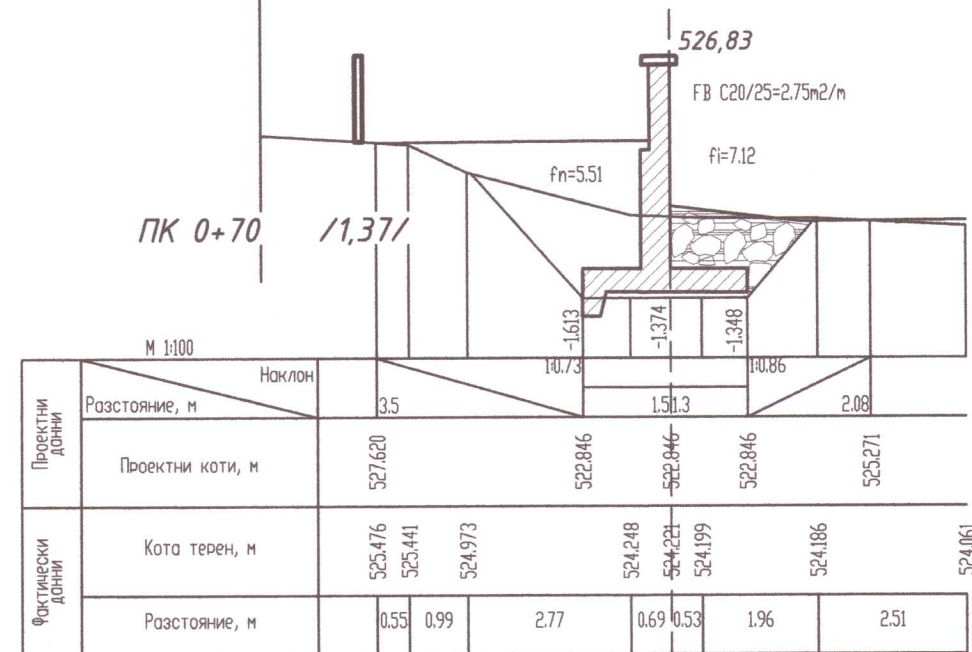 526,83
FB C20/25=2.75m2/m
fn=5.51
fi=7.12
ПК 0+70 /1,37/
-1.613
-1.374
-1.348
М 1:100
Наклон
1:0.73
1:0.86
Проектни данни
Разстояние, м
3.5
1.5
1.3
2.08
Проектни коти, м
527.620
522.846
522.846
522.846
525.271
Фактически данни
Кота терен, м
525.476
525.441
524.973
524.248
524.221
524.199
524.186
524.061
Разстояние, м
0.55
0.99
2.77
0.69
0.53
1.96
2.51